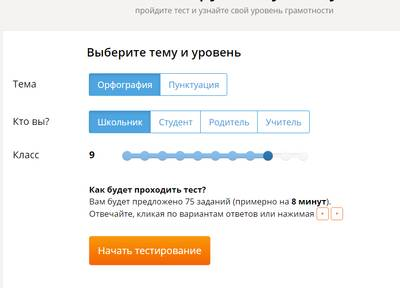 пройдите тест и узнайте свой уровень грамотности
Выберите тему и уровень
Тема
Орфография Пунктуация
Кто вы?
Школьник Студент Родитель Учитель
Класс 9
Как будет проходить тест?
Вам будет предложено 75 заданий (примерно на 8 минут).
Отвечайте, кликая по вариантам ответов или нажимая
Начать тестирование